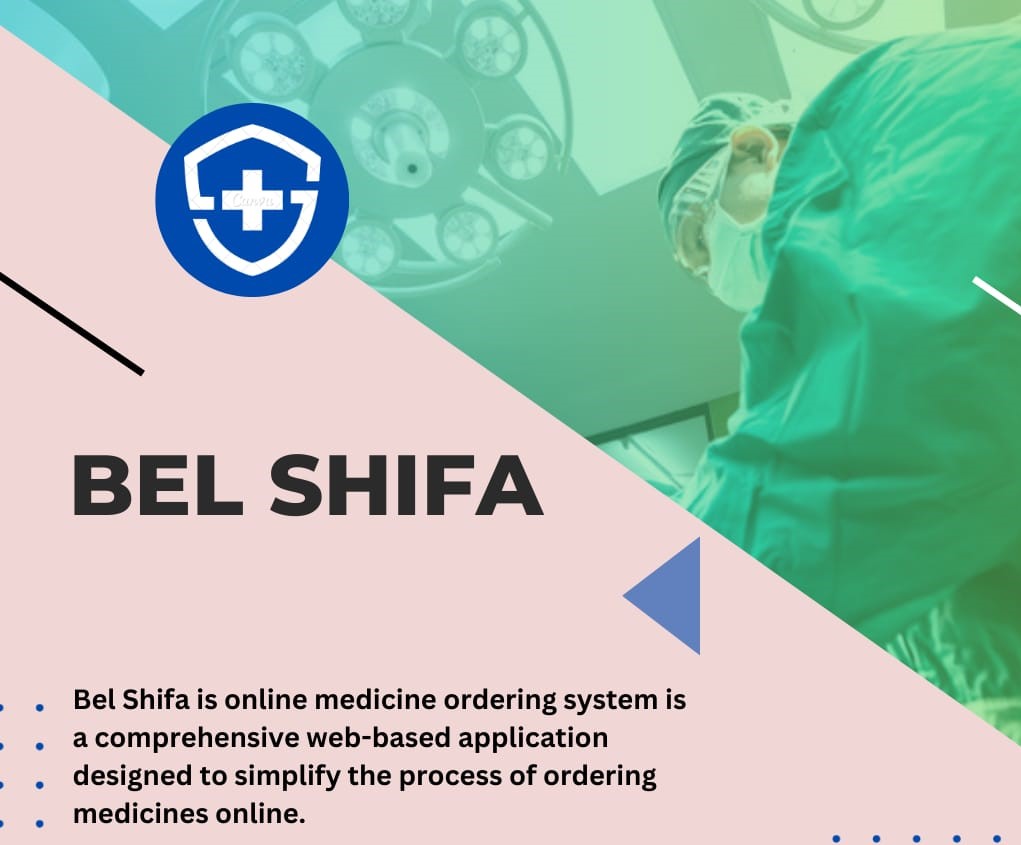 Canva
BEL SHIFA
Bel Shifa is online medicine ordering system is
a comprehensive web-based application
designed to simplify the process of ordering
medicines online.